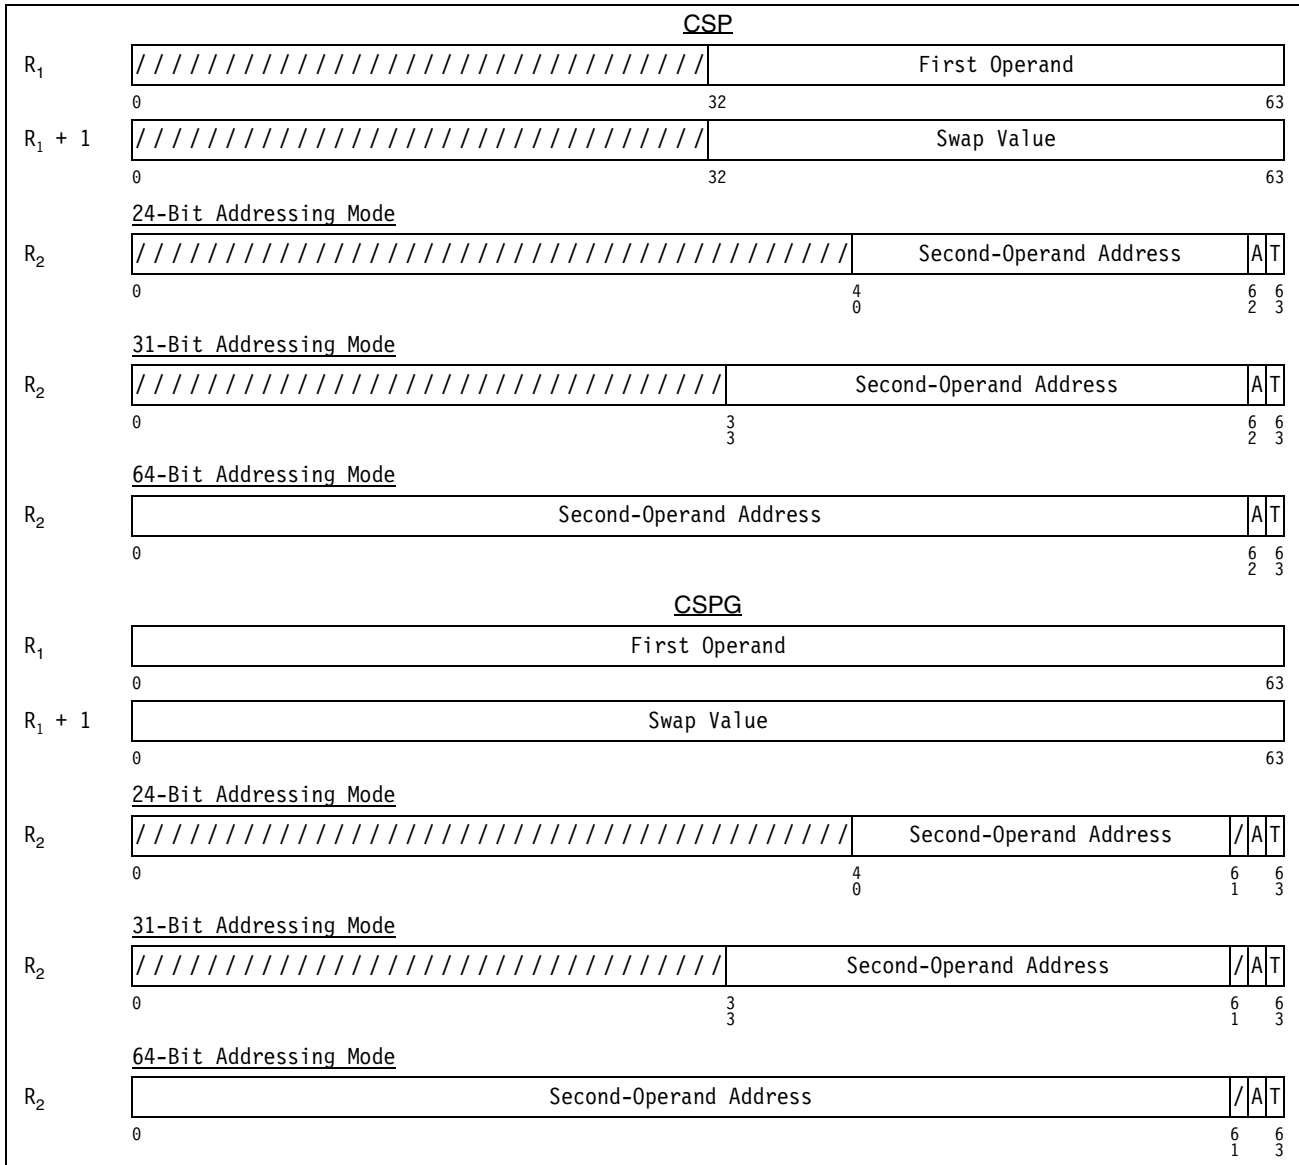 CSP
R1 / / / / / / / / / / / / / / / / / / / / / / / / / / / / / / / / First Operand
0 32 63
R1 + 1 / / / / / / / / / / / / / / / / / / / / / / / / / / / / / / / / Swap Value
0 32 63
24-Bit Addressing Mode
R2 / / / / / / / / / / / / / / / / / / / / / / / / / / / / / / / / / / / / / / / / Second-Operand Address A T
0 40 62 63
31-Bit Addressing Mode
R2 / / / / / / / / / / / / / / / / / / / / / / / / / / / / / / / / / Second-Operand Address A T
0 33 62 63
64-Bit Addressing Mode
R2 Second-Operand Address A T
0 62 63
CSPG
R1 First Operand
0 63
R1 + 1 Swap Value
0 63
24-Bit Addressing Mode
R2 / / / / / / / / / / / / / / / / / / / / / / / / / / / / / / / / / / / / / / / / Second-Operand Address / A T
0 40 61 63
31-Bit Addressing Mode
R2 / / / / / / / / / / / / / / / / / / / / / / / / / / / / / / / / / Second-Operand Address / A T
0 33 61 63
64-Bit Addressing Mode
R2 Second-Operand Address / A T
0 61 63